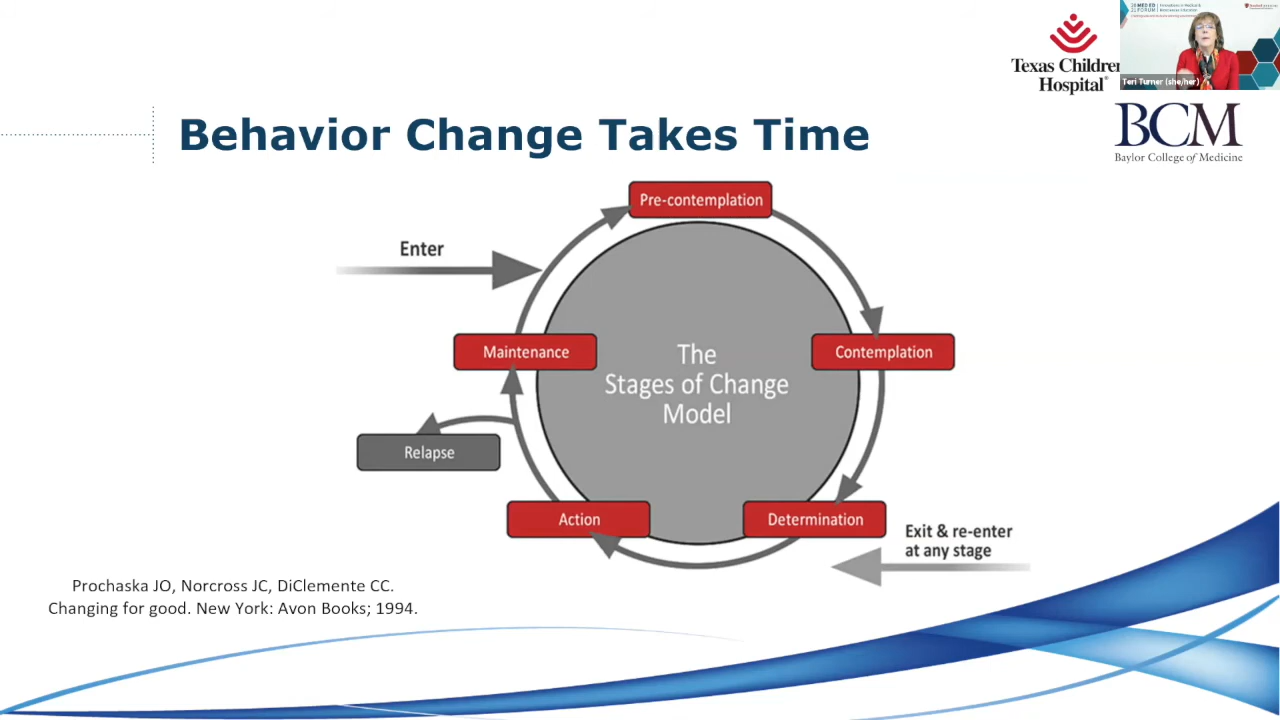 Texas Children
Hospital®
Teri Turner (she/her)
BCM
Baylor College of Medicine
Behavior Change Takes Time
Pre-contemplation
Enter
Maintenance
The
Stages of Change
Model
Contemplation
Relapse
Action
Determination
Exit & re-enter
at any stage
Prochaska JO, Norcross JC, DiClemente CC.
Changing for good. New York: Avon Books; 1994.